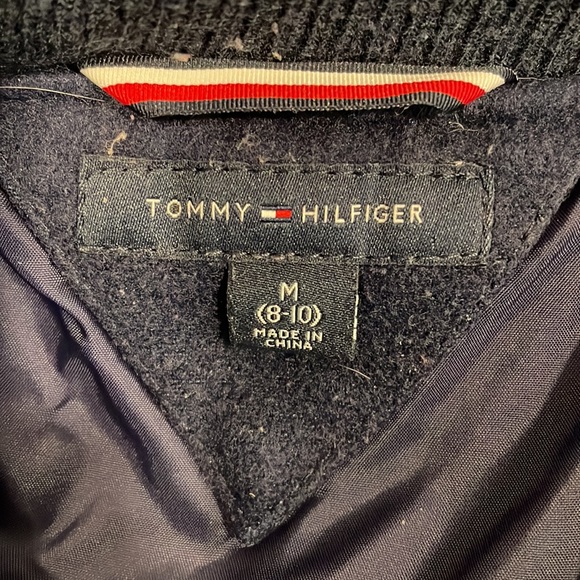 TOMMY HILFIGER
M
(8-10)
MADE IN
CHINA